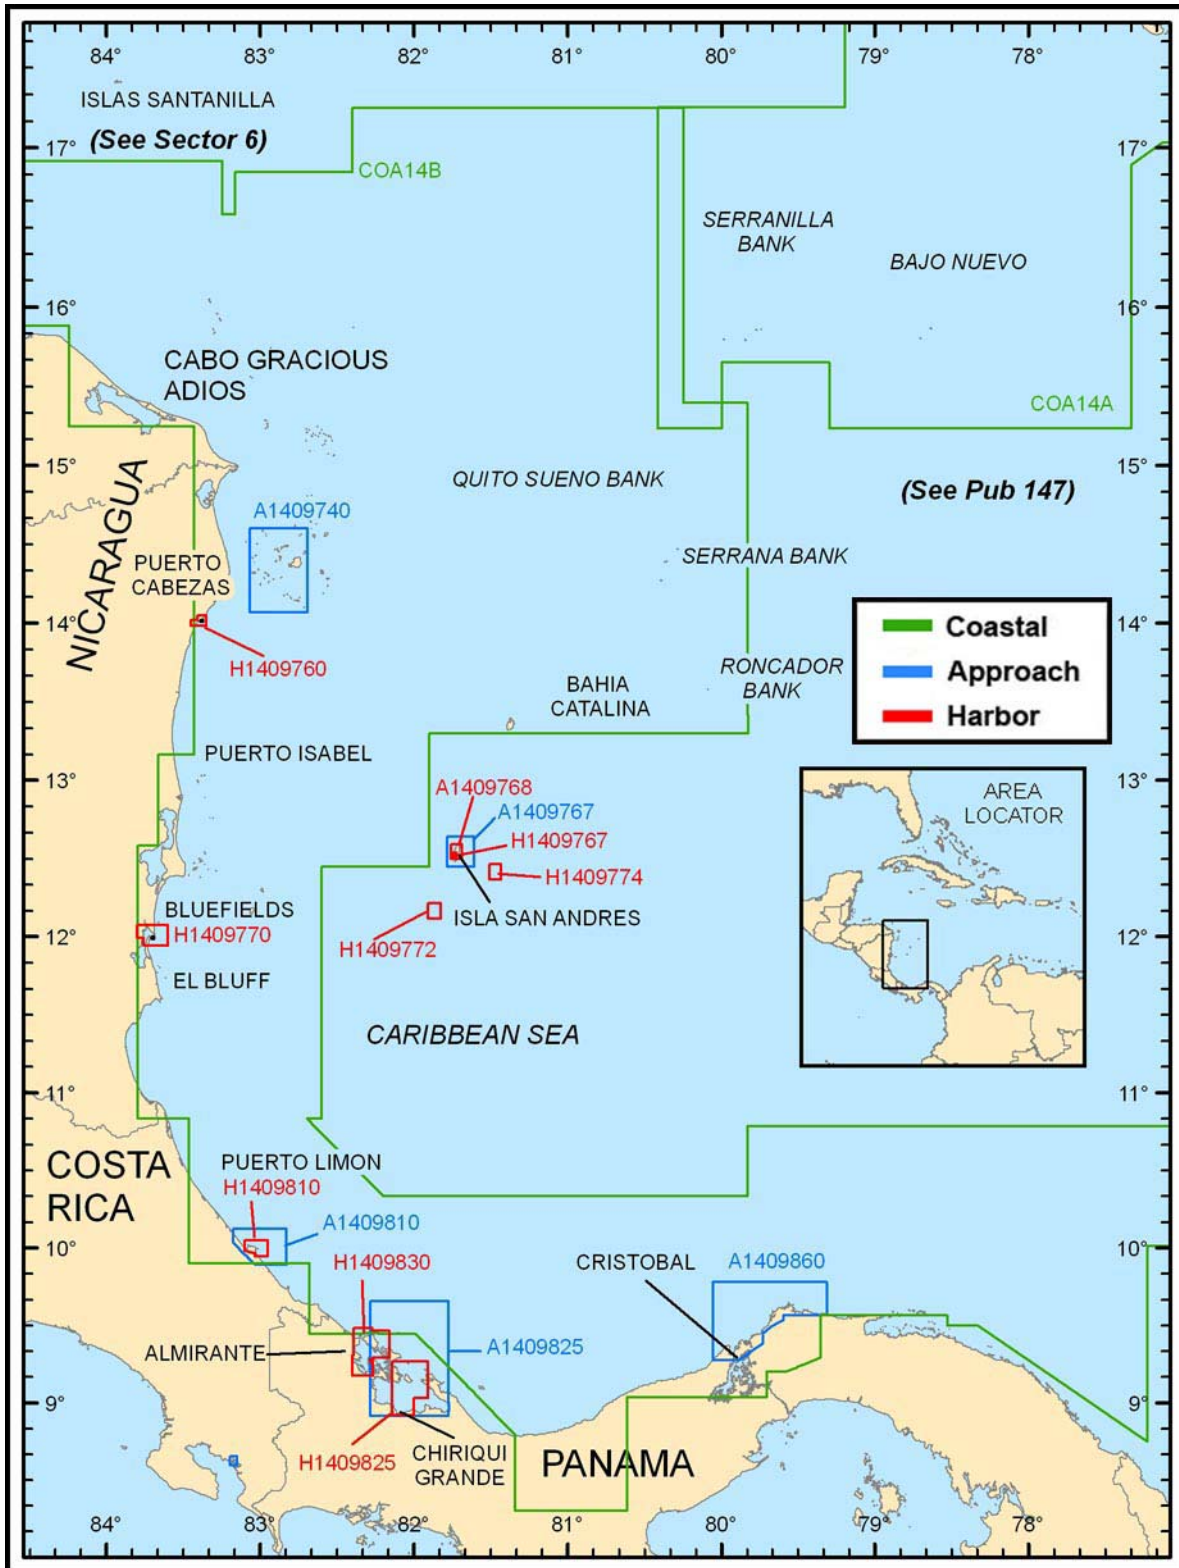 84°
83°
82°
81°
80°
79°
78°
ISLAS SANTANILLA
(See Sector 6)
17°
17°
COA14B
SERRANILLA
BANK
BAJO NUEVO
16°
16°
CABO GRACIOUS
ADIOS
COA14A
15°
15°
QUITO SUENO BANK
(See Pub 147)
NICARAGUA
A1409740
PUERTO
CABEZAS
SERRANA BANK
14°
14°
H1409760
Coastal
Approach
Harbor
RONCADOR
BANK
BAHIA
CATALINA
PUERTO ISABEL
13°
13°
A1409768
A1409767
H1409767
H1409774
ISLA SAN ANDRES
H1409772
AREA
LOCATOR
BLUEFIELDS
H1409770
12°
12°
EL BLUFF
CARIBBEAN SEA
11°
11°
COSTA
RICA
PUERTO LIMON
H1409810
A1409810
10°
10°
H1409830
CRISTOBAL
A1409860
ALMIRANTE
A1409825
9°
9°
H1409825
CHIRIQUI
GRANDE
PANAMA
84°
83°
82°
81°
80°
79°
78°